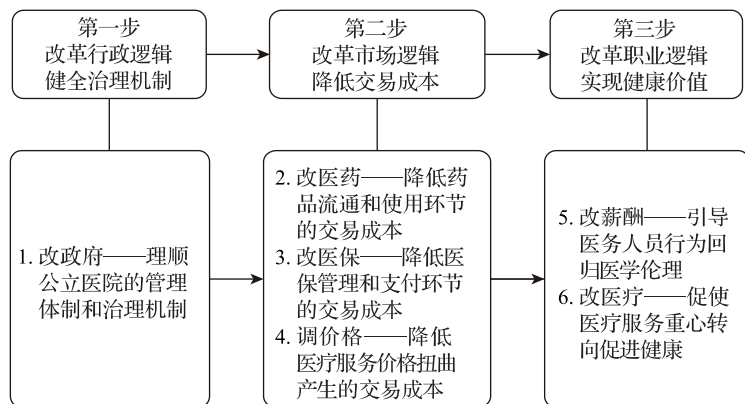 第一步
改革行政逻辑
健全治理机制
第二步
改革市场逻辑
降低交易成本
第三步
改革职业逻辑
实现健康价值
1. 改政府——理顺
公立医院的管理
体制和治理机制
2. 改医药——降低药
品流通和使用环节
的交易成本
3. 改医保——降低医
保管理和支付环节
的交易成本
4. 调价格——降低
医疗服务价格扭曲
产生的交易成本
5. 改薪酬——引导
医务人员行为回
归医学伦理
6. 改医疗——促使
医疗服务重心转
向促进健康